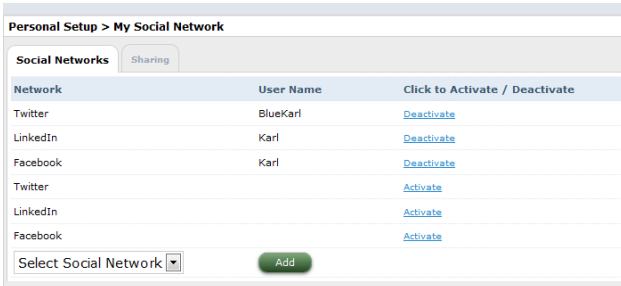 Personal Setup > My Social Network
Social Networks Sharing
Network User Name Click to Activate / Deactivate
Twitter BlueKarl Deactivate
LinkedIn Karl Deactivate
Facebook Karl Deactivate
Twitter Activate
LinkedIn Activate
Facebook Activate
Select Social Network Add